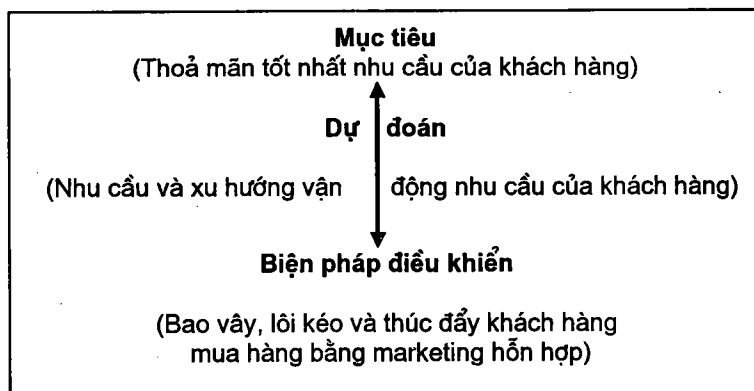 Mục tiêu
(Thoả mãn tốt nhất nhu cầu của khách hàng)
Dự đoán
(Nhu cầu và xu hướng vận động nhu cầu của khách hàng)
Biện pháp điều khiển
(Bao vây, lôi kéo và thúc đẩy khách hàng
mua hàng bằng marketing hỗn hợp)